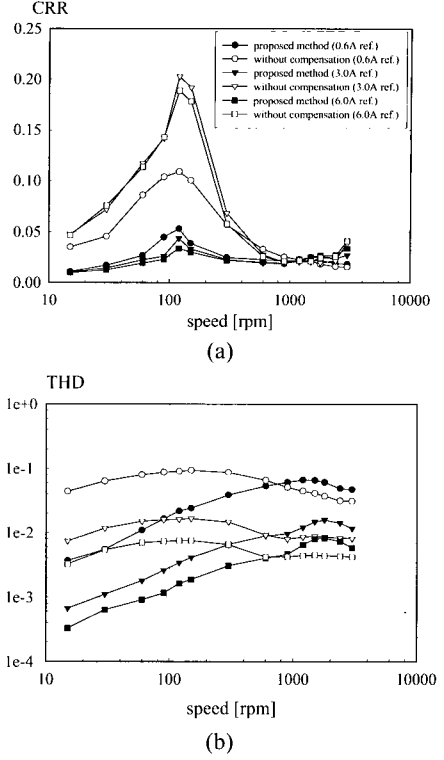 CRR
0.25
0.20
0.15
0.10
0.05
0.00
proposed method (0.6A ref.)
without compensation (0.6A ref.)
proposed method (3.0A ref.)
without compensation (3.0A ref.)
proposed method (6.0A ref.)
without compensation (6.0A ref.)
10 100 1000 10000
speed [rpm]
(a)
THD
1e+0
1e-1
1e-2
1e-3
1e-4
10 100 1000 10000
speed [rpm]
(b)